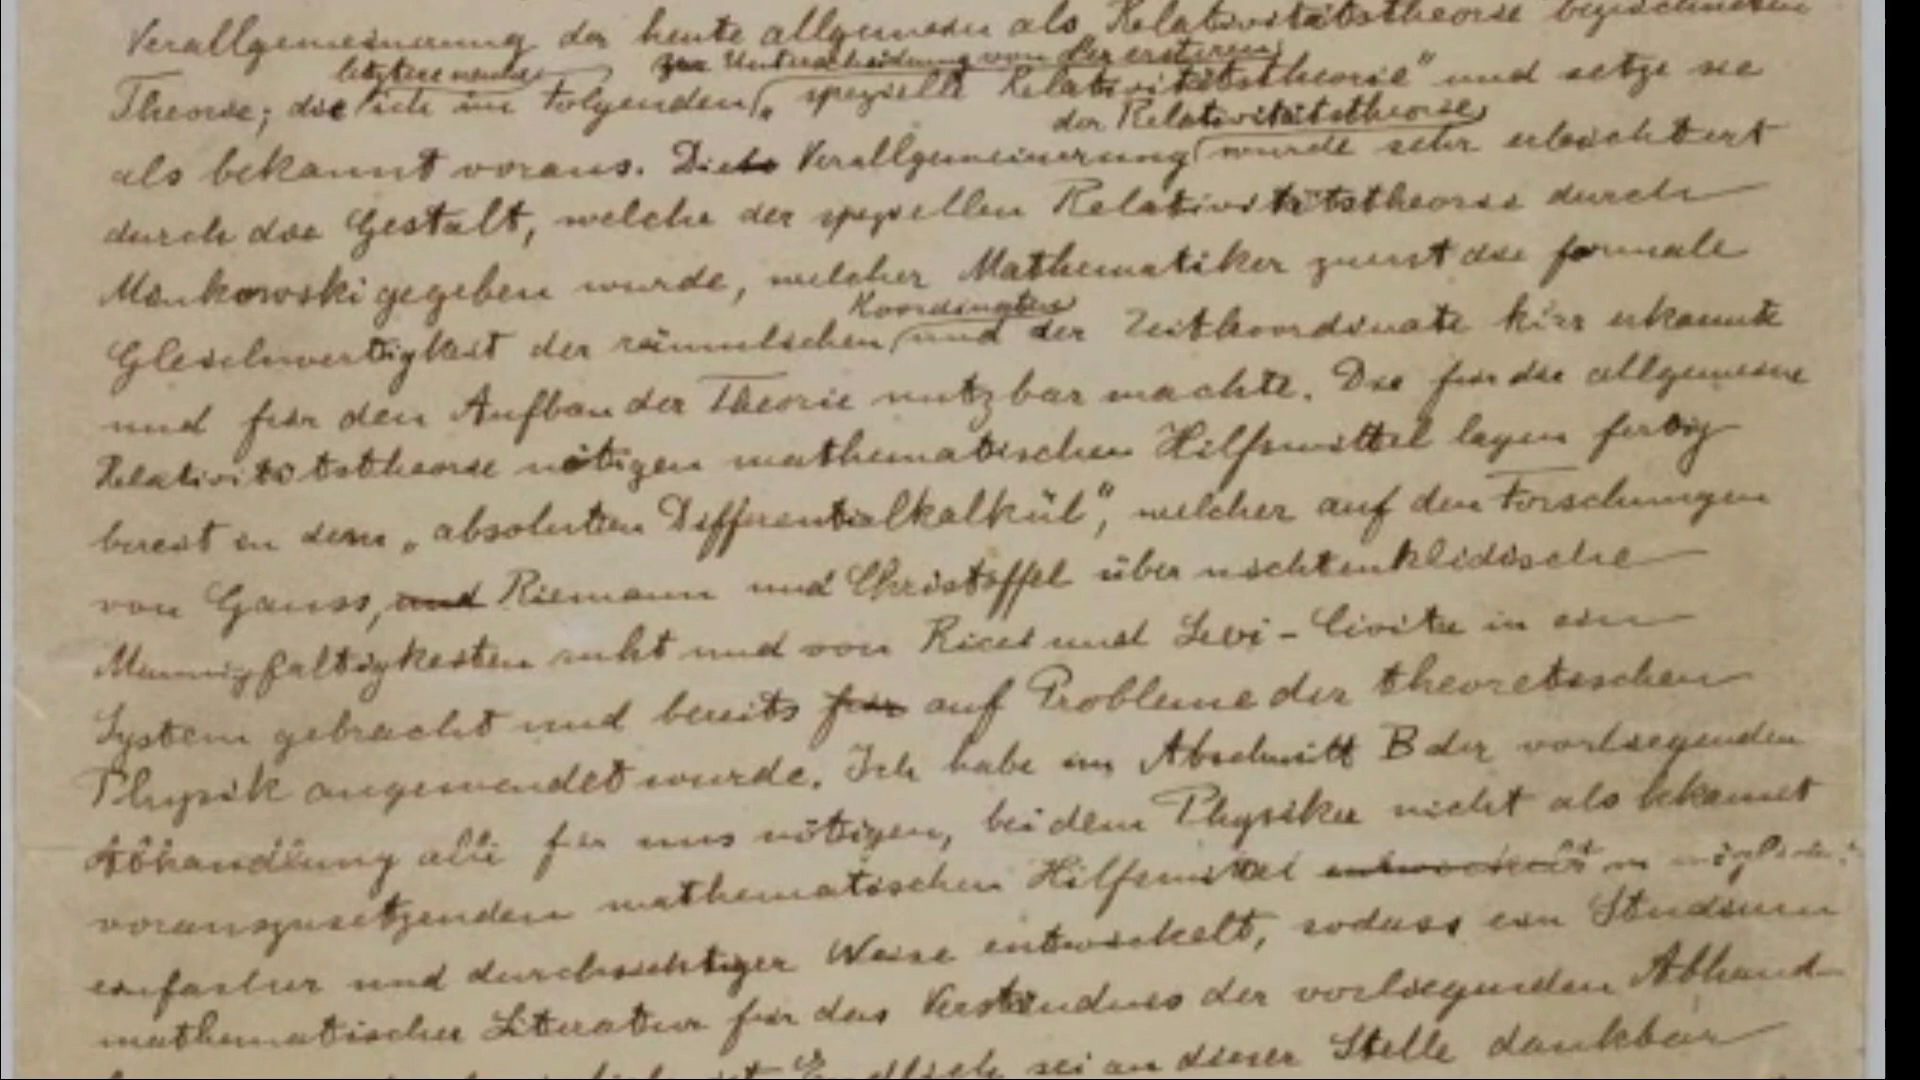 Verallgemeinerung der heute allgemein als Relativitätstheorie bezeichneten
letztere nenne zur Unterscheidung von der ersteren
Theorie; die ich im Folgenden „spezielle Relativitätstheorie“ und setze sie
der Relativitätstheorie
als bekannt voraus. Die Verallgemeinerung wurde sehr erleichtert
durch die Gestalt, welche der speziellen Relativitätstheorie durch
Minkowski gegeben wurde, welcher Mathematiker zuerst die formale
Koordinaten
Gleichwertigkeit der räumlichen und der Zeitkoordinate klar erkannte
und für den Aufbau der Theorie nutzbar machte. Die für die allgemeine
Relativitätstheorie nötigen mathematischen Hilfsmittel lagen fertig
bereit in dem „absoluten Differentialkalkül“, welcher auf den Forschungen
von Gauss, und Riemann und Christoffel über nichteuklidische
Mannigfaltigkeiten ruht und von Ricci und Levi-Civita in ein
System gebracht und bereits für auf Probleme der theoretischen
Physik angewendet wurde. Ich habe im Abschnitt B der vorliegenden
Abhandlung alle für uns nötigen, bei dem Physiker nicht als bekannt
vorauszusetzenden mathematischen Hilfsmittel entwickelt in möglichst
einfacher und durchsichtiger Weise entwickelt, sodass ein Studium
mathematischer Literatur für das Verständnis der vorliegenden Abhand-
Endlich sei an dieser Stelle dankbar